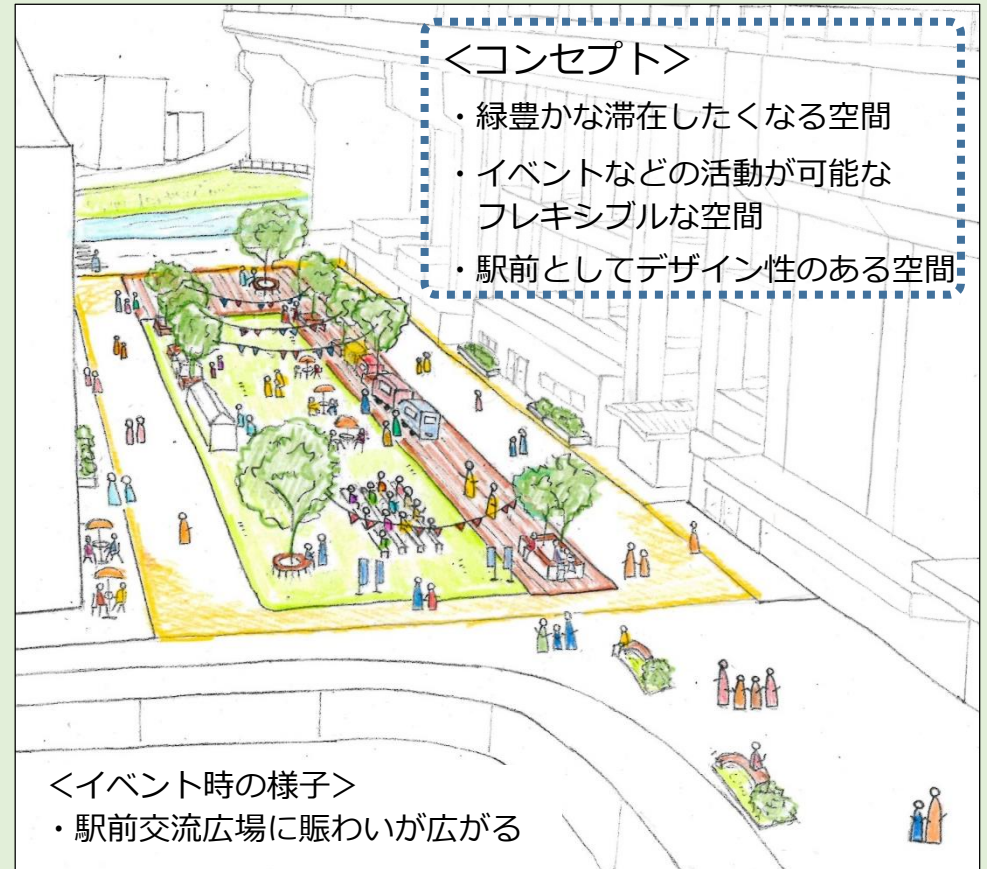 ＜コンセプト＞
・緑豊かな滞在したくなる空間
・イベントなどの活動が可能な
フレキシブルな空間
・駅前としてデザイン性のある空間
＜イベント時の様子＞
・駅前交流広場に賑わいが広がる